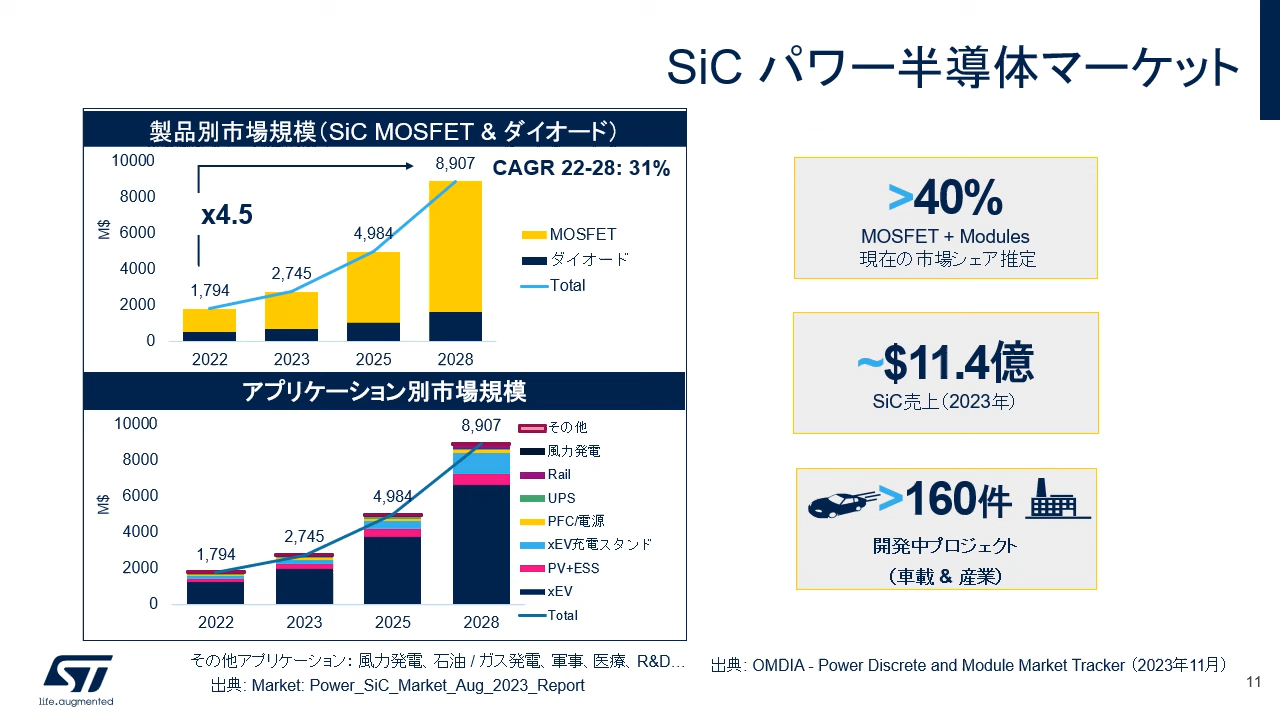 SiC パワー半導体マーケット
製品別市場規模（SiC MOSFET & ダイオード）
10000
8000
6000
4000
2000
0
M$
x4.5
CAGR 22-28: 31%
1,794
2,745
4,984
8,907
2022
2023
2025
2028
MOSFET
ダイオード
Total
アプリケーション別市場規模
10000
8000
6000
4000
2000
0
M$
1,794
2,745
4,984
8,907
2022
2023
2025
2028
その他
風力発電
Rail
UPS
PFC/電源
xEV充電スタンド
PV+ESS
xEV
Total
>40%
MOSFET + Modules
現在の市場シェア推定
~$11.4億
SiC売上（2023年）
>160件
開発中プロジェクト
（車載 & 産業）
その他アプリケーション： 風力発電、石油 / ガス発電、軍事、医療、R&D…
出典: Market: Power_SiC_Market_Aug_2023_Report
出典: OMDIA - Power Discrete and Module Market Tracker （2023年11月）
ST
life.augmented
11